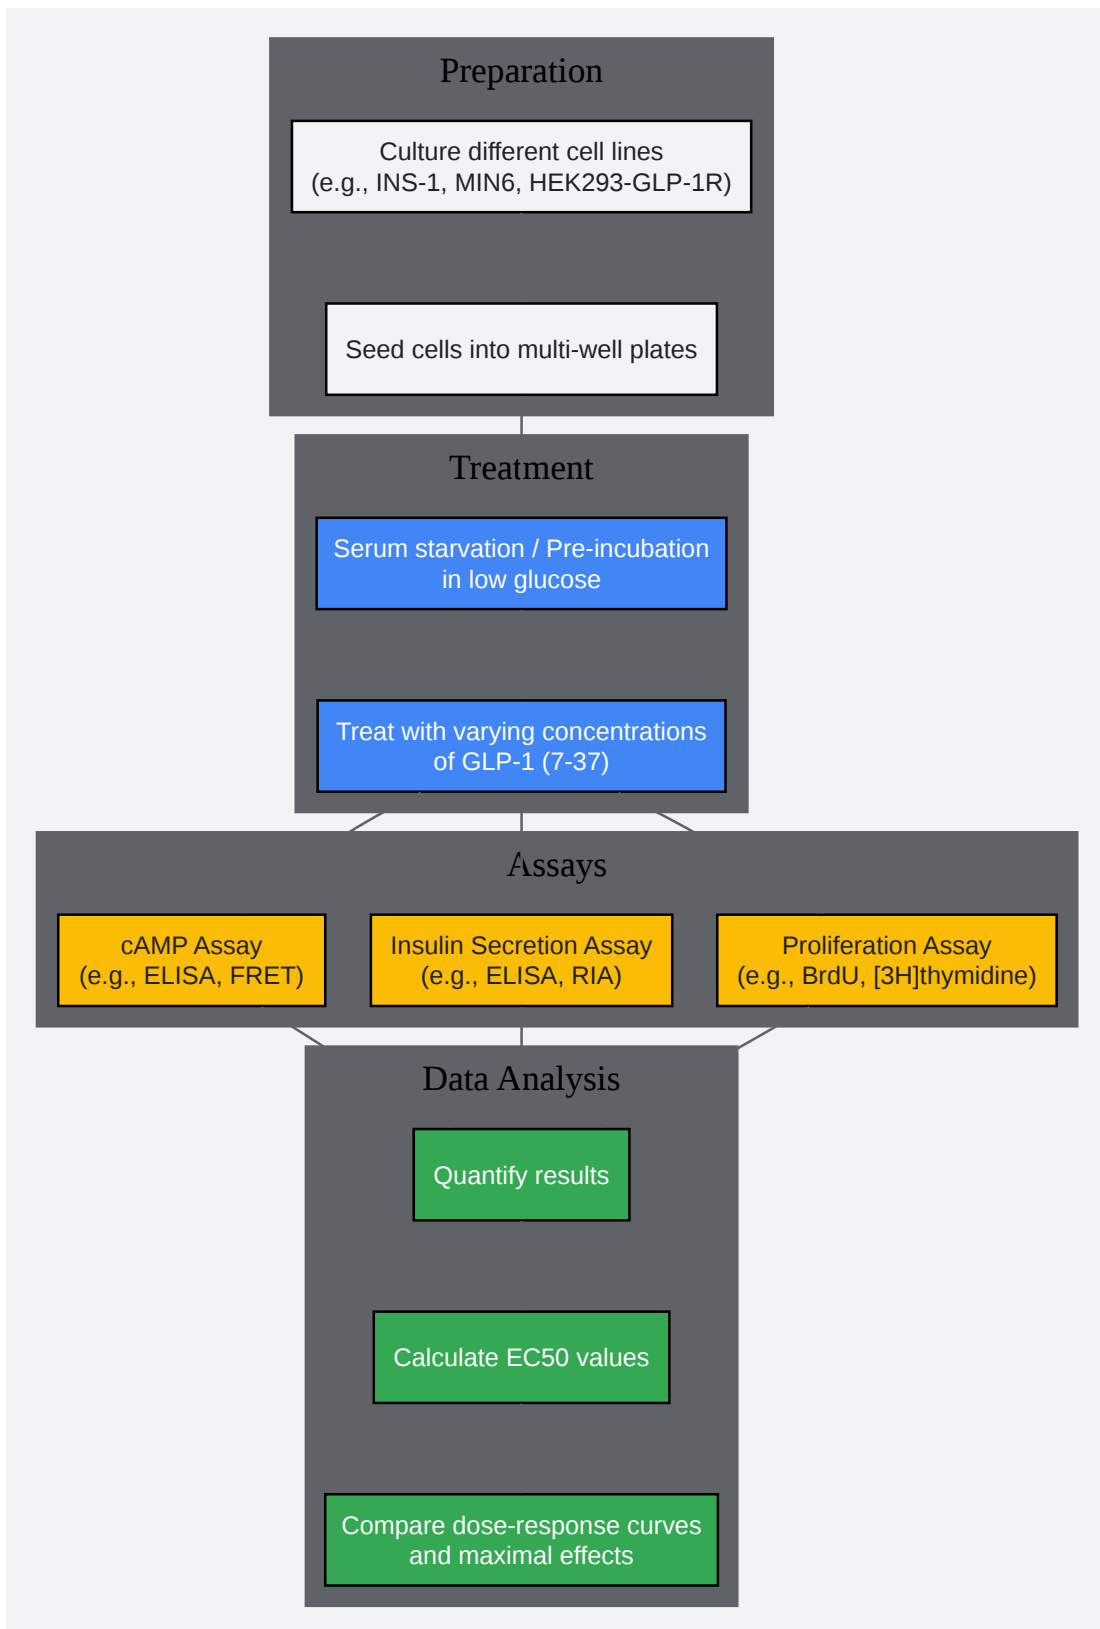 Preparation
Culture different cell lines
(e.g., INS-1, MIN6, HEK293-GLP-1R)
Seed cells into multi-well plates
Treatment
Serum starvation / Pre-incubation
in low glucose
Treat with varying concentrations
of GLP-1 (7-37)
Assays
cAMP Assay
(e.g., ELISA, FRET)
Insulin Secretion Assay
(e.g., ELISA, RIA)
Proliferation Assay
(e.g., BrdU, [3H]thymidine)
Data Analysis
Quantify results
Calculate EC50 values
Compare dose-response curves
and maximal effects